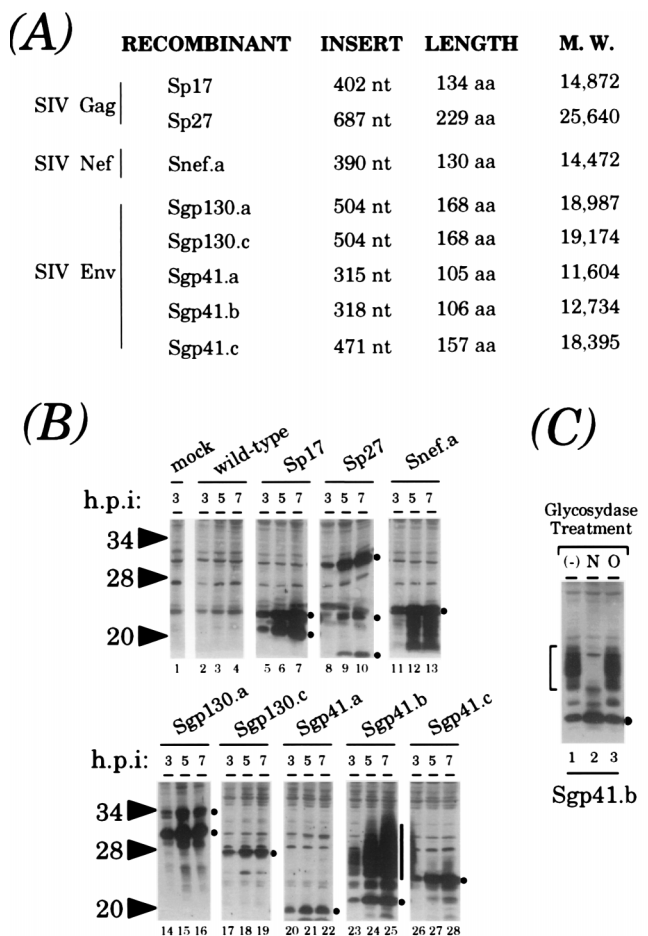 (A)
RECOMBINANT INSERT LENGTH M. W.
SIV Gag
Sp17 402 nt 134 aa 14,872
Sp27 687 nt 229 aa 25,640
SIV Nef Snef.a 390 nt 130 aa 14,472
SIV Env
Sgp130.a 504 nt 168 aa 18,987
Sgp130.c 504 nt 168 aa 19,174
Sgp41.a 315 nt 105 aa 11,604
Sgp41.b 318 nt 106 aa 12,734
Sgp41.c 471 nt 157 aa 18,395
(B)
mock wild-type Sp17 Sp27 Snef.a
h.p.i: 3 3 5 7 3 5 7 3 5 7 3 5 7
34
28
20
1 2 3 4 5 6 7 8 9 10 11 12 13
Sgp130.a Sgp130.c Sgp41.a Sgp41.b Sgp41.c
h.p.i: 3 5 7 3 5 7 3 5 7 3 5 7 3 5 7
34
28
20
14 15 16 17 18 19 20 21 22 23 24 25 26 27 28
(C)
Glycosydase
Treatment
(-) N O
1 2 3
Sgp41.b